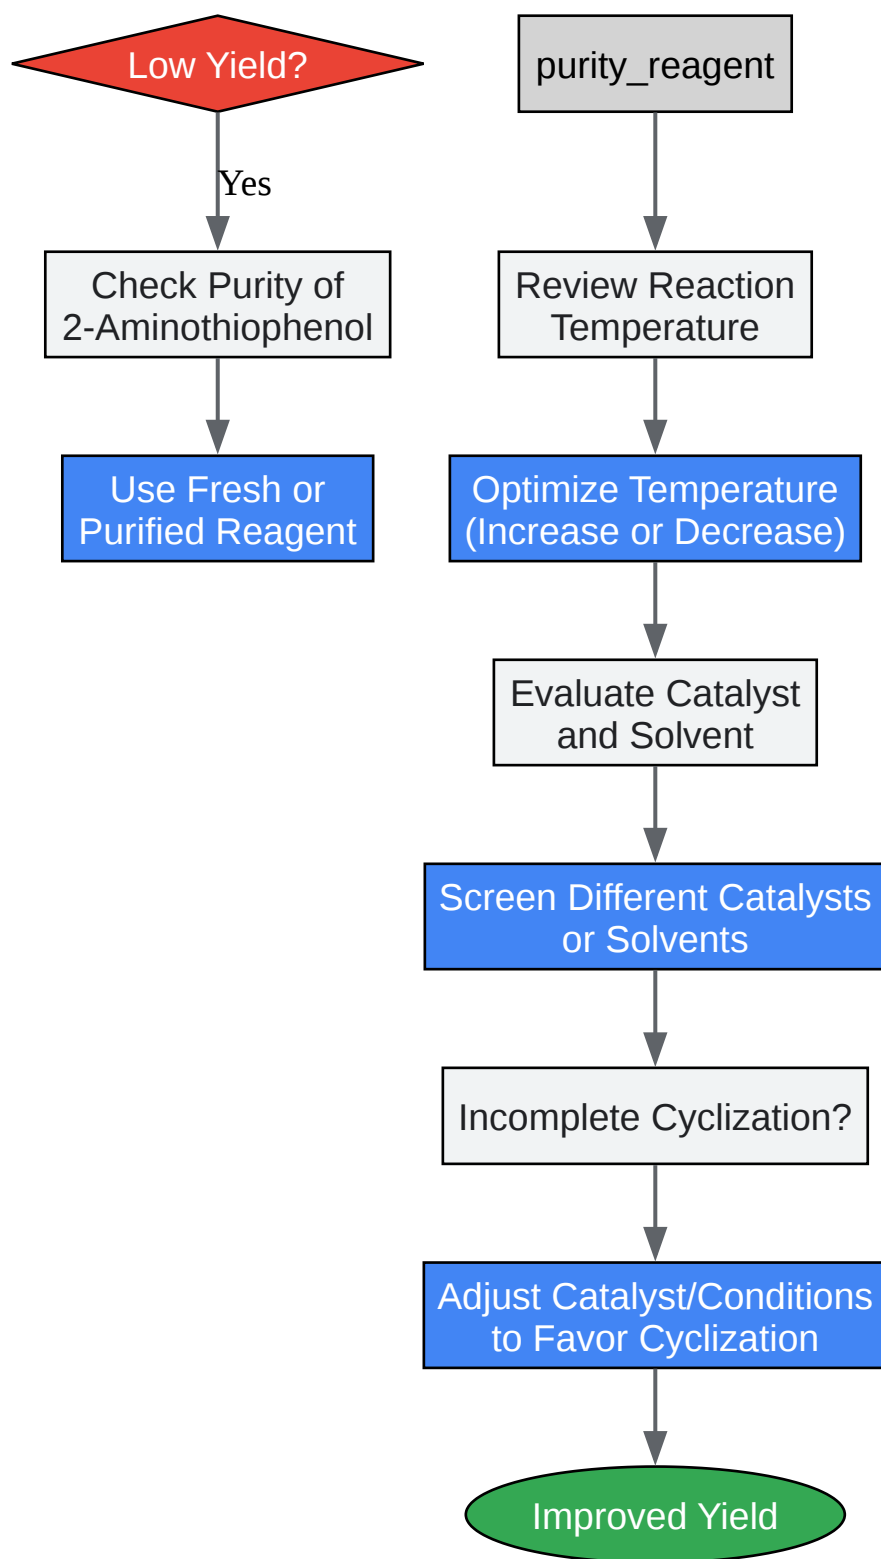 Low Yield?
Yes
Check Purity of
2-Aminothiophenol
Use Fresh or
Purified Reagent
purity_reagent
Review Reaction
Temperature
Optimize Temperature
(Increase or Decrease)
Evaluate Catalyst
and Solvent
Screen Different Catalysts
or Solvents
Incomplete Cyclization?
Adjust Catalyst/Conditions
to Favor Cyclization
Improved Yield